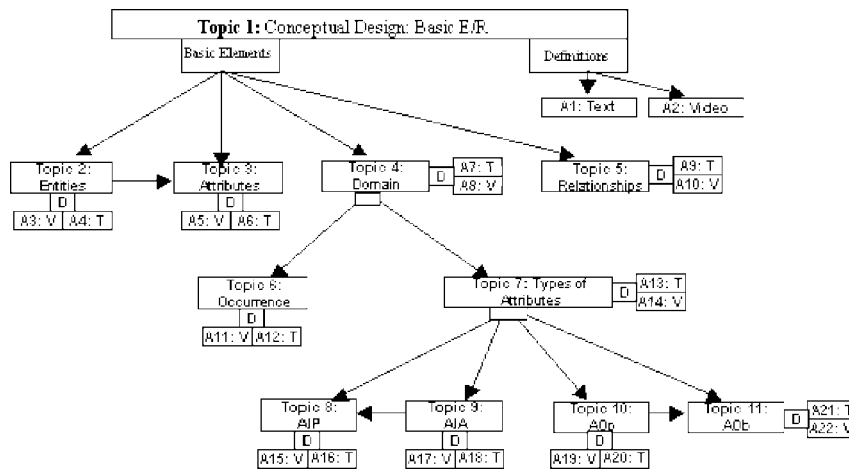 Topic 1: Conceptual Design: Basic E/R
Basic Elements
Definitions
A1: Text
A2: Video
Topic 2:
Entities
D
A3: V A4: T
Topic 3:
Attributes
D
A5: V A6: T
Topic 4:
Domain
D
A7: T
A8: V
Topic 5:
Relationships
D
A9: T
A10: V
Topic 6:
Occurrence
D
A11: V A12: T
Topic 7: Types of
Attributes
D
A13: T
A14: V
Topic 8:
AIP
D
A15: V A16: T
Topic 9:
AIA
D
A17: V A18: T
Topic 10:
AOp
D
A19: V A20: T
Topic 11:
AOb
D
A21: T
A22: V